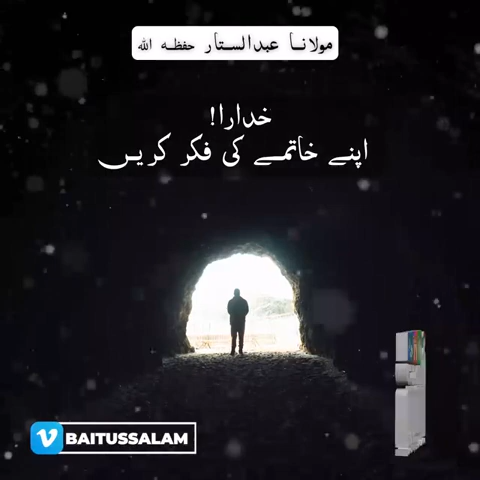 مولانا عبدالستار حفظہ اللہ
خدارا!
اپنے خاتمے کی فکر کریں
BAITUSSALAM